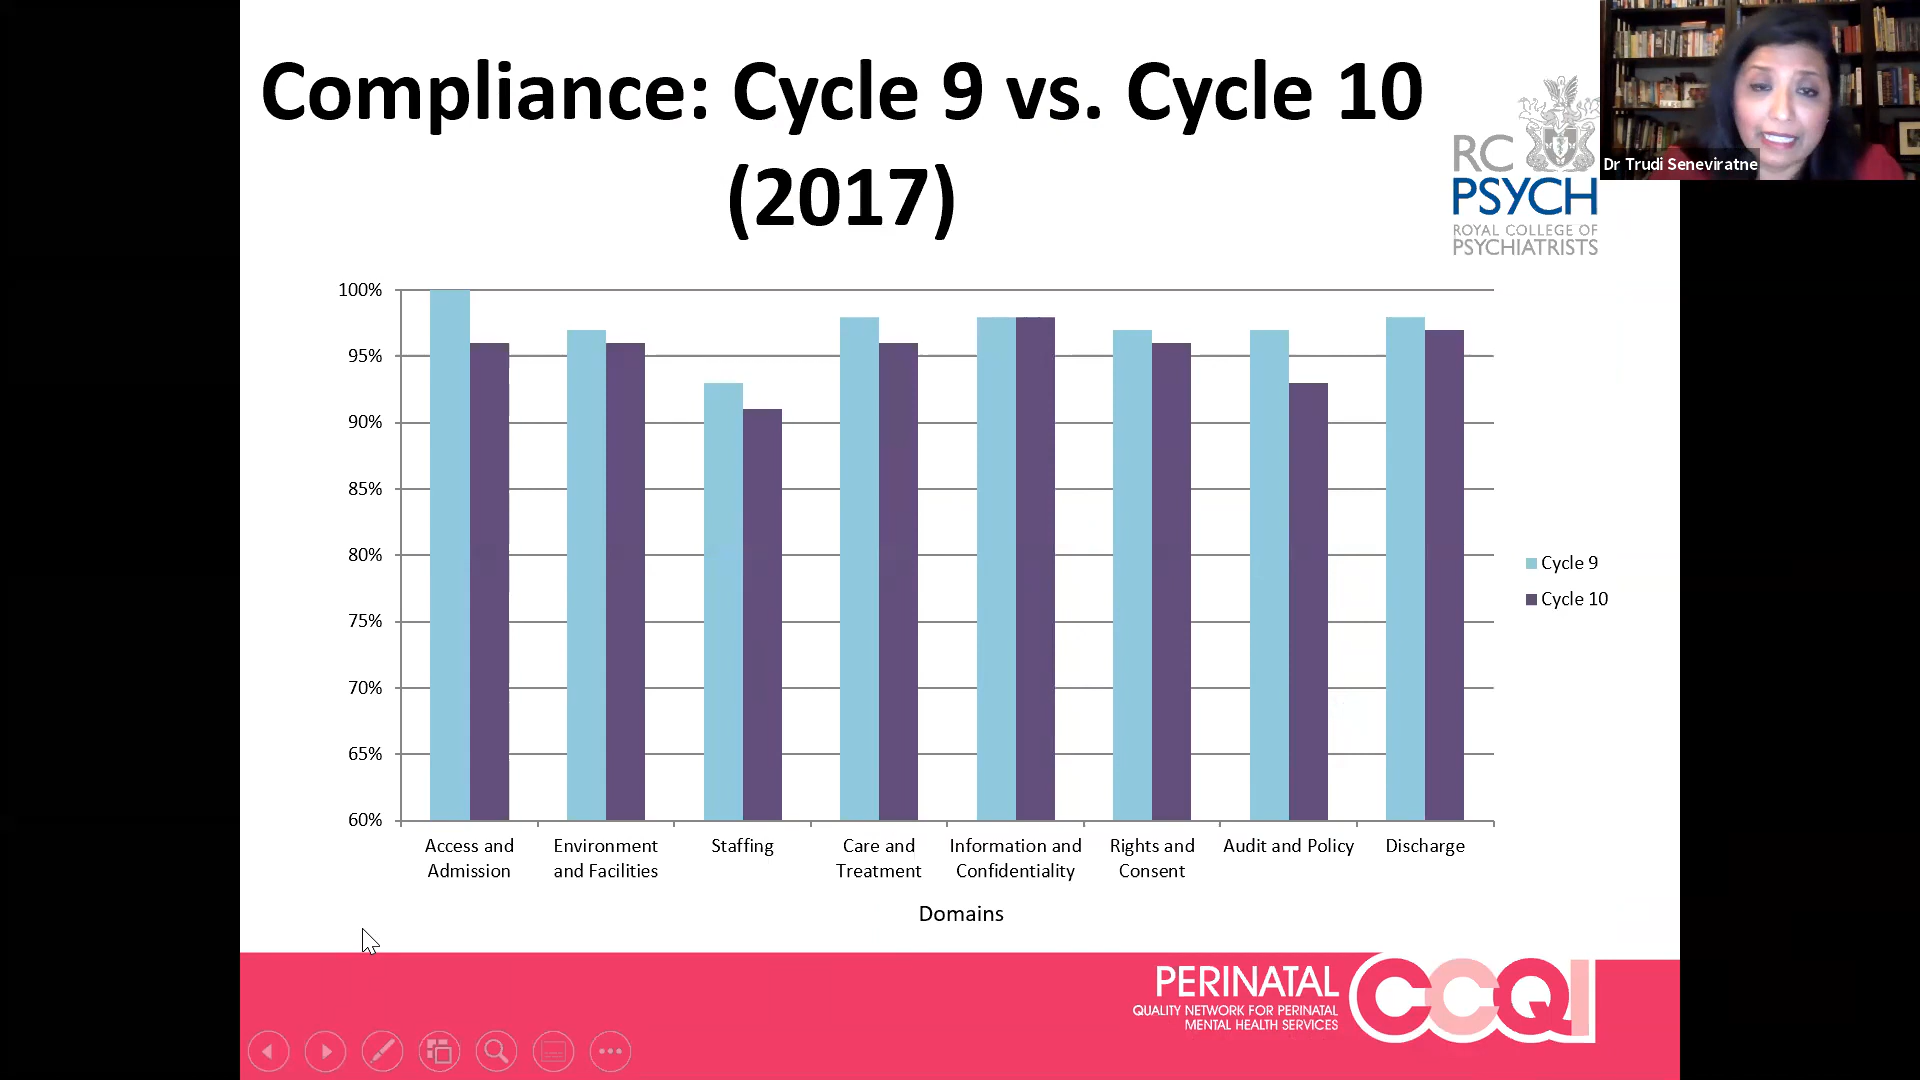 Compliance: Cycle 9 vs. Cycle 10
(2017)
RC
PSYCH
ROYAL COLLEGE OF
PSYCHIATRISTS
Dr Trudi Seneviratne
100%
95%
90%
85%
80%
75%
70%
65%
60%
Cycle 9
Cycle 10
Access and
Admission
Environment
and Facilities
Staffing
Care and
Treatment
Information and
Confidentiality
Rights and
Consent
Audit and Policy
Discharge
Domains
PERINATAL
QUALITY NETWORK FOR PERINATAL
MENTAL HEALTH SERVICES
CCQI